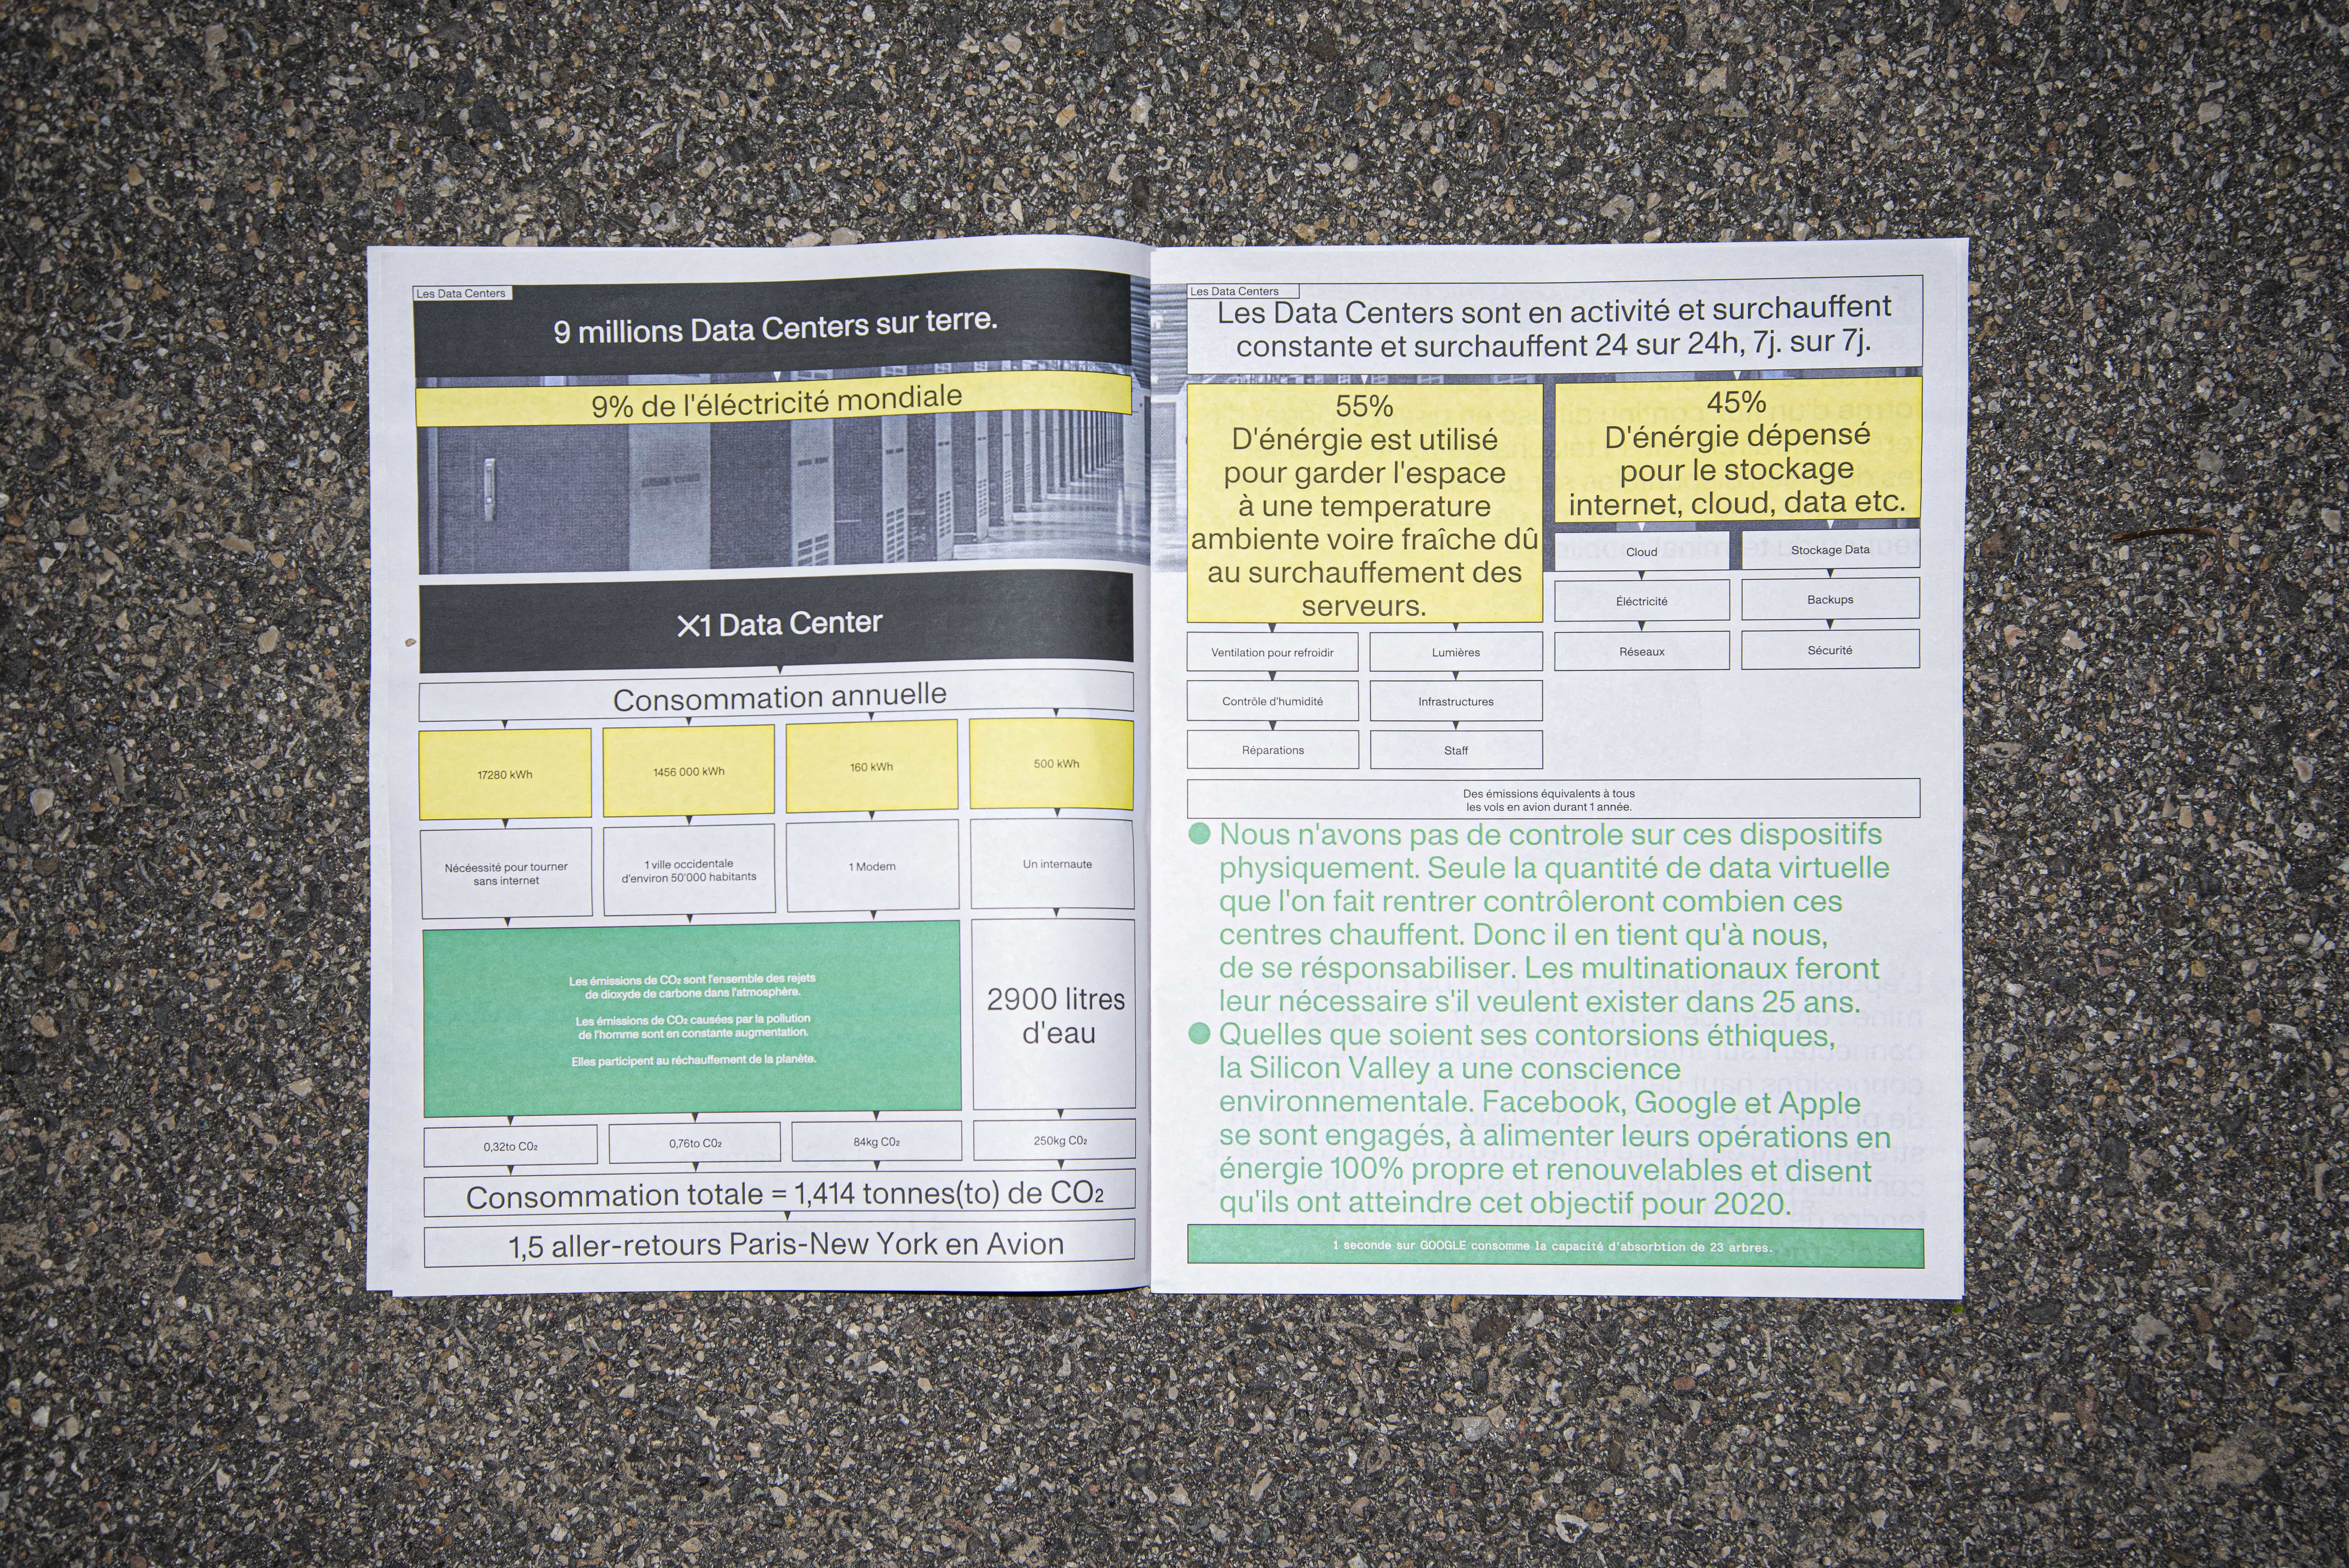 Les Data Centers
9 millions Data Centers sur terre.
9% de l'éléctricité mondiale
X1 Data Center
Consommation annuelle
17280 kWh
1456 000 kWh
160 kWh
500 kWh
Nécéessité pour tourner
sans internet
1 ville occidentale
d'environ 50'000 habitants
1 Modem
Un internaute
Les émissions de CO₂ sont l'ensemble des rejets
de dioxyde de carbone dans l'atmosphère.
Les émissions de CO₂ causées par la pollution
de l'homme sont en constante augmentation.
Elles participent au réchauffement de la planète.
2900 litres
d'eau
0,32to CO₂
0,76to CO₂
84kg CO₂
250kg CO₂
Consommation totale = 1,414 tonnes(to) de CO₂
1,5 aller-retours Paris-New York en Avion
Les Data Centers
Les Data Centers sont en activité et surchauffent
constante et surchauffent 24 sur 24h, 7j. sur 7j.
55%
D'énérgie est utilisé
pour garder l'espace
à une temperature
ambiente voire fraîche dû
au surchauffement des
serveurs.
45%
D'énérgie dépensé
pour le stockage
internet, cloud, data etc.
Cloud
Stockage Data
Éléctricité
Backups
Réseaux
Sécurité
Ventilation pour refroidir
Lumières
Contrôle d'humidité
Infrastructures
Réparations
Staff
Des émissions équivalents à tous
les vols en avion durant 1 année.
● Nous n'avons pas de controle sur ces dispositifs
physiquement. Seule la quantité de data virtuelle
que l'on fait rentrer contrôleront combien ces
centres chauffent. Donc il en tient qu'à nous,
de se résponsabiliser. Les multinationaux feront
leur nécessaire s'il veulent exister dans 25 ans.
● Quelles que soient ses contorsions éthiques,
la Silicon Valley a une conscience
environnementale. Facebook, Google et Apple
se sont engagés, à alimenter leurs opérations en
énergie 100% propre et renouvelables et disent
qu'ils ont atteindre cet objectif pour 2020.
1 seconde sur GOOGLE consomme la capacité d'absorbtion de 23 arbres.